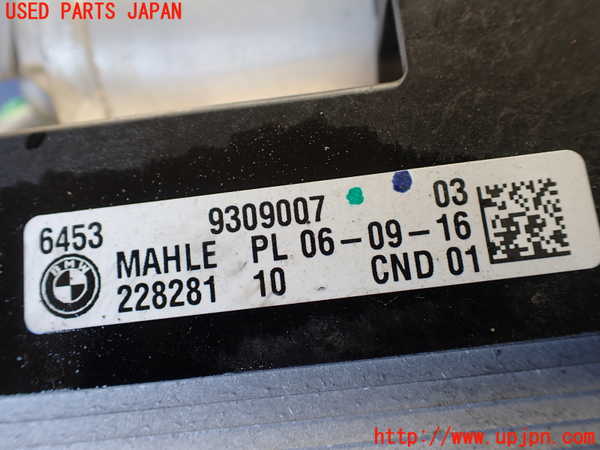 USED PARTS JAPAN
6453 9309007 03
BMW MAHLE PL 06-09-16
228281 10 CND 01
http://www.upjpn.com/